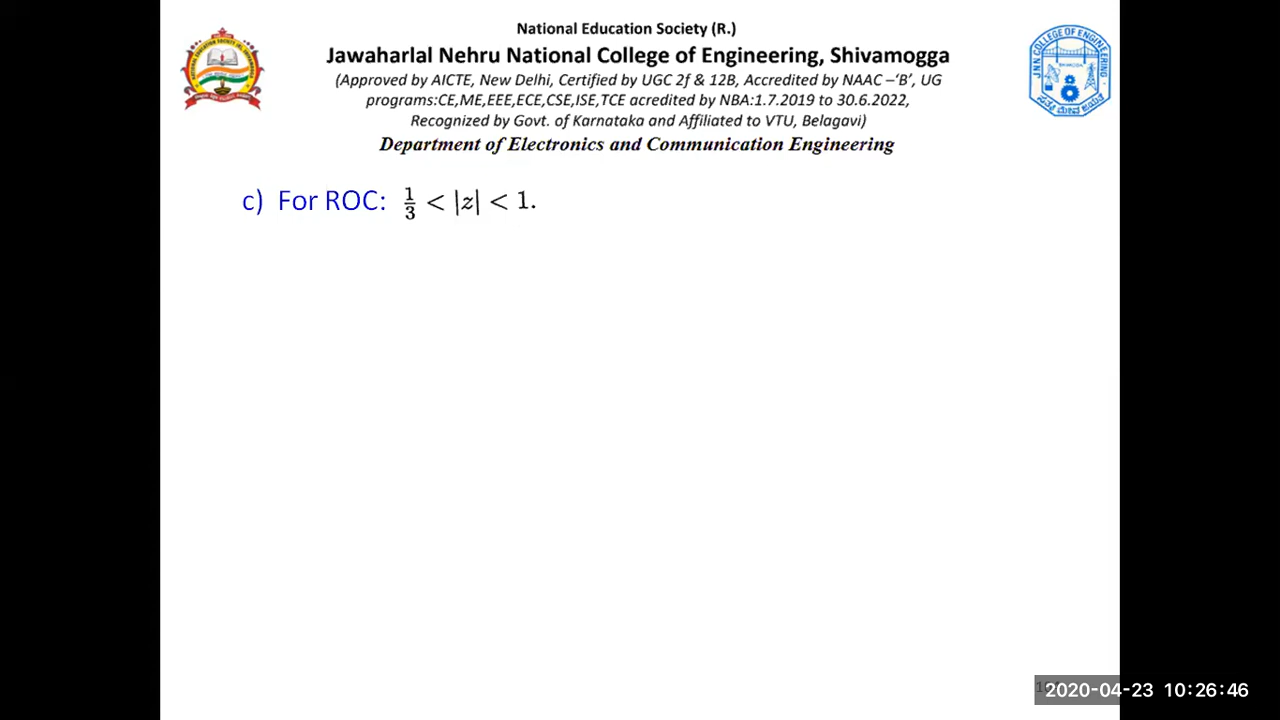 National Education Society (R.)
Jawaharlal Nehru National College of Engineering, Shivamogga
(Approved by AICTE, New Delhi, Certified by UGC 2f & 12B, Accredited by NAAC –‘B’, UG
programs:CE,ME,EEE,ECE,CSE,ISE,TCE acredited by NBA:1.7.2019 to 30.6.2022,
Recognized by Govt. of Karnataka and Affiliated to VTU, Belagavi)
Department of Electronics and Communication Engineering
c) For ROC: 1/3 < |z| < 1.
2020-04-23 10:26:46